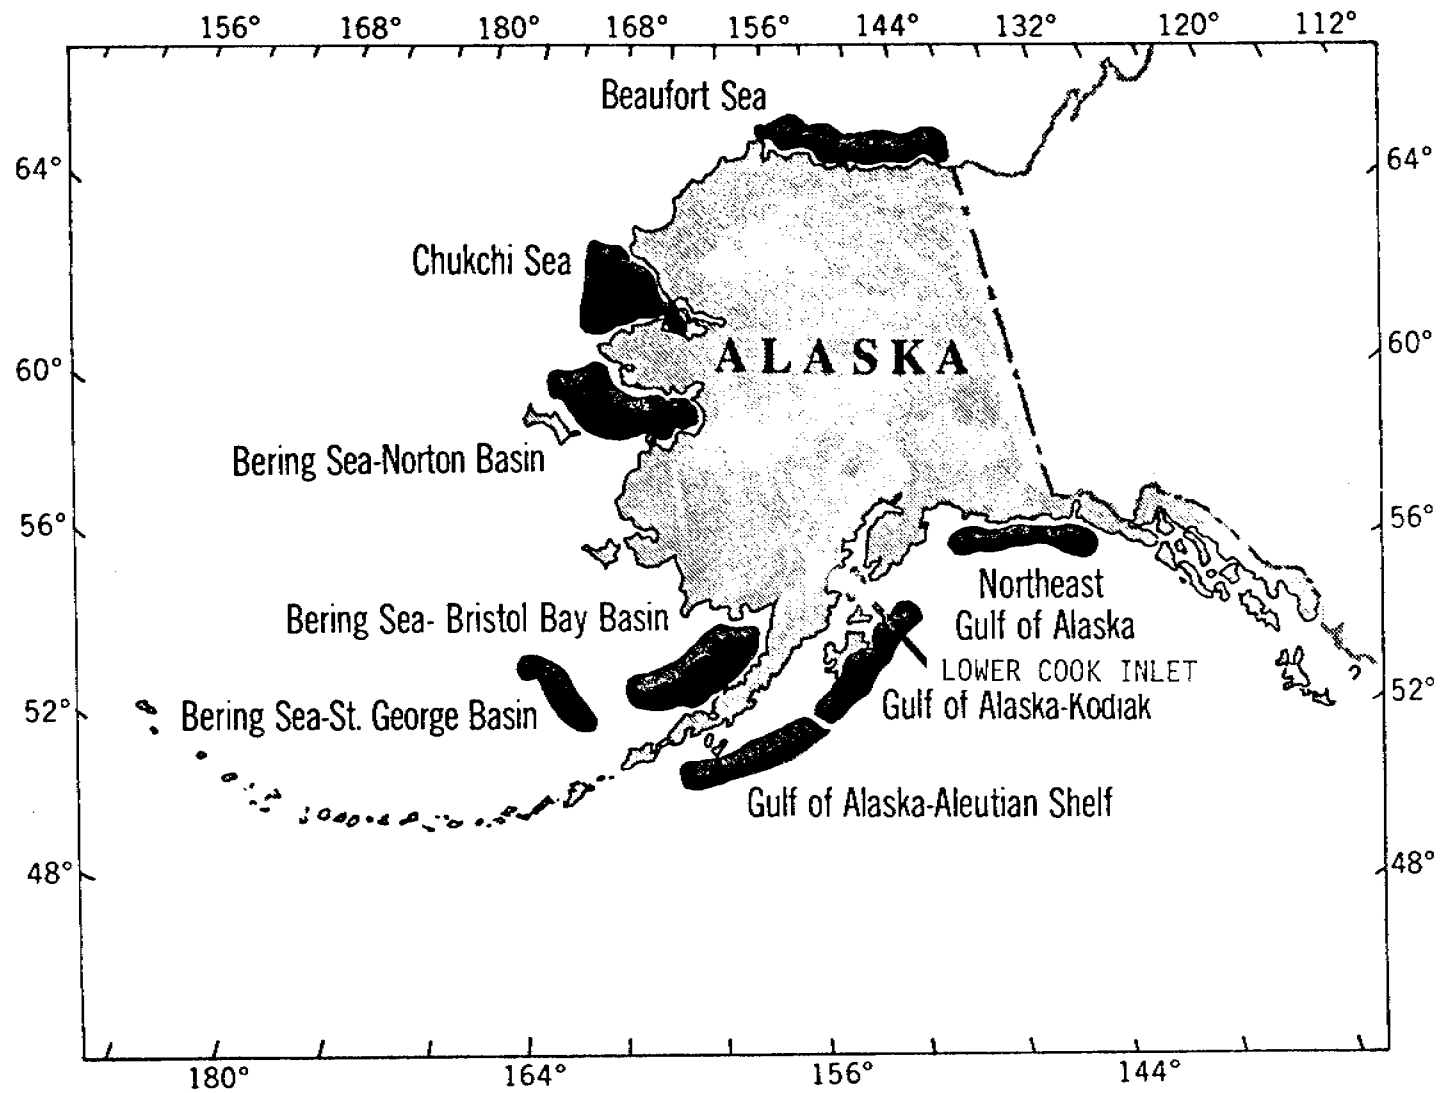 156° 168° 180° 168° 156° 144° 132° 120° 112°
Beaufort Sea
64° 64°
Chukchi Sea
ALASKA
60° 60°
Bering Sea-Norton Basin
56° 56°
Northeast
Gulf of Alaska
Bering Sea- Bristol Bay Basin
LOWER COOK INLET
Gulf of Alaska-Kodiak
52° 52°
Bering Sea-St. George Basin
Gulf of Alaska-Aleutian Shelf
48° 48°
180° 164° 156° 144°